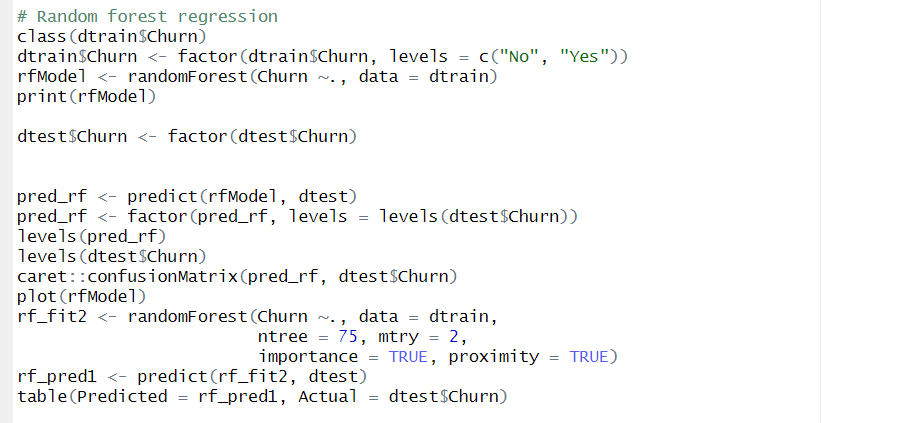 # Random forest regression
class(dtrain$Churn)
dtrain$Churn <- factor(dtrain$Churn, levels = c("No", "Yes"))
rfModel <- randomForest(Churn ~., data = dtrain)
print(rfModel)
dtest$Churn <- factor(dtest$Churn)
pred_rf <- predict(rfModel, dtest)
pred_rf <- factor(pred_rf, levels = levels(dtest$Churn))
levels(pred_rf)
levels(dtest$Churn)
caret::confusionMatrix(pred_rf, dtest$Churn)
plot(rfModel)
rf_fit2 <- randomForest(Churn ~., data = dtrain,
ntree = 75, mtry = 2,
importance = TRUE, proximity = TRUE)
rf_pred1 <- predict(rf_fit2, dtest)
table(Predicted = rf_pred1, Actual = dtest$Churn)